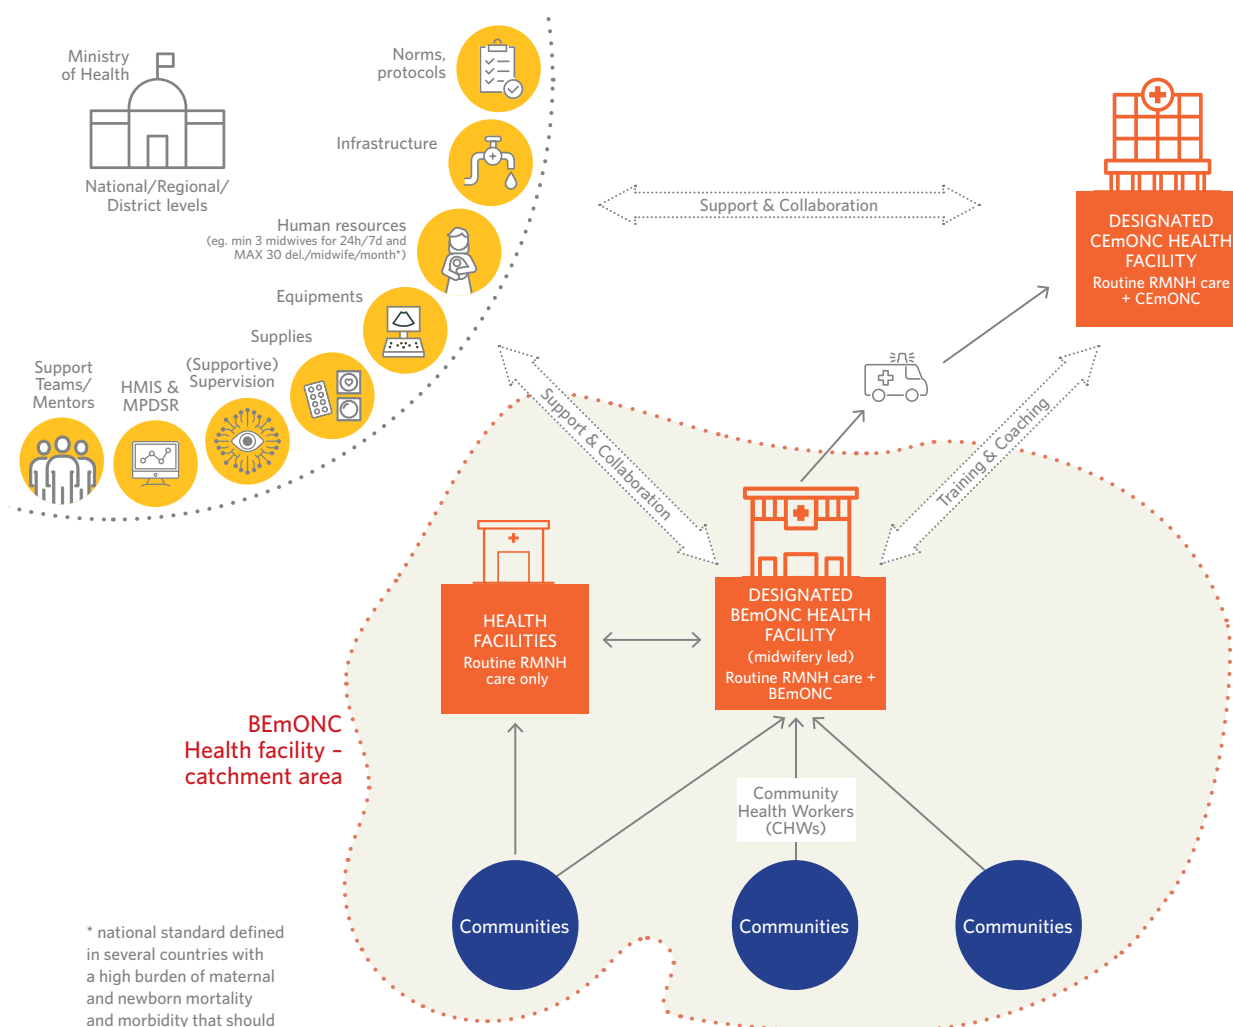 Ministry
of Health
National/Regional/
District levels
Norms,
protocols
Infrastructure
Human resources
(eg. min 3 midwives for 24h/7d and
MAX 30 del./midwife/month*)
Equipments
Supplies
(Supportive)
Supervision
HMIS &
MPDSR
Support
Teams/
Mentors
Support & Collaboration
DESIGNATED
CEmONC HEALTH
FACILITY
Routine RMNH care
+ CEmONC
Support & Collaboration
Training & Coaching
HEALTH
FACILITIES
Routine RMNH
care only
DESIGNATED
BEmONC HEALTH
FACILITY
(midwifery led)
Routine RMNH care +
BEmONC
BEmONC
Health facility –
catchment area
Community
Health Workers
(CHWs)
Communities
Communities
Communities
* national standard defined
in several countries with
a high burden of maternal
and newborn mortality
and morbidity that should